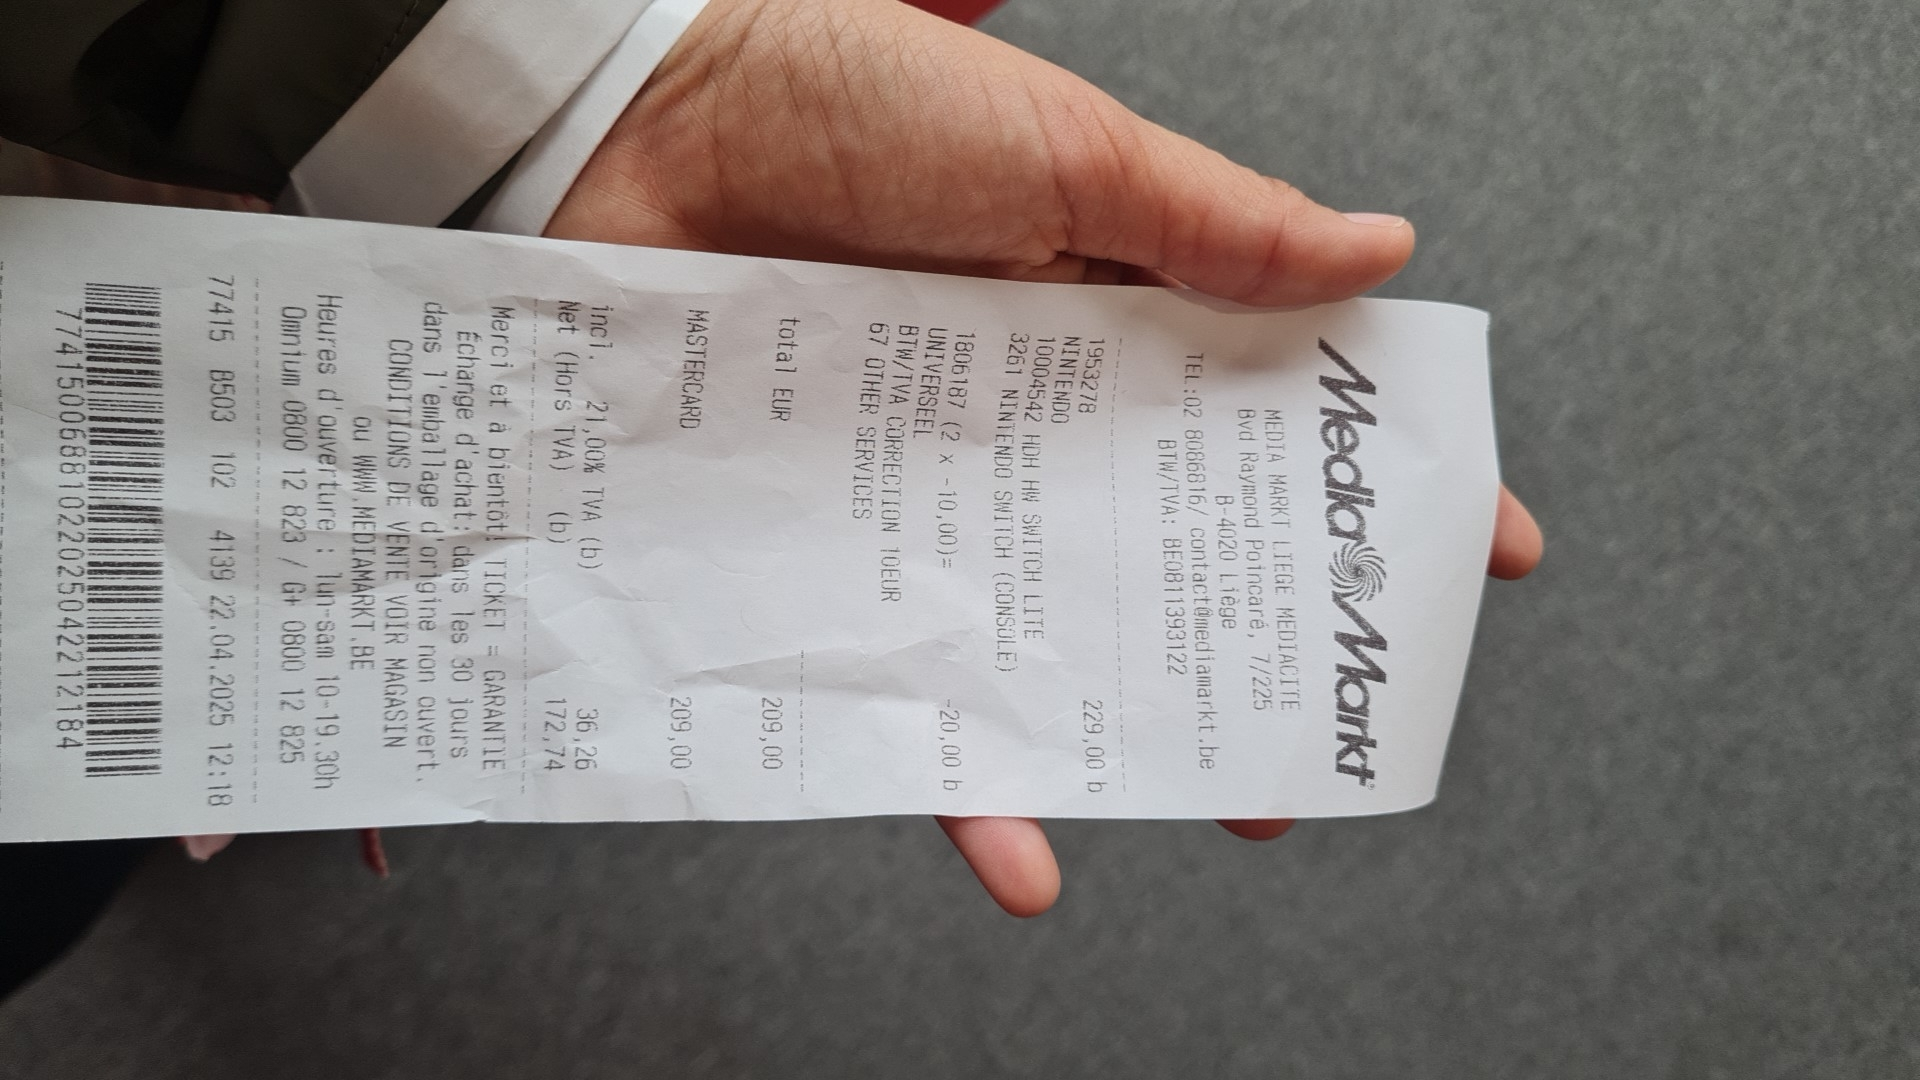 Media Markt
MEDIA MARKT LIEGE MEDIACITE
Bvd Raymond Poincaré, 7/225
B-4020 Liège
TEL:02 8086816/ contact@mediamarkt.be
BTW/TVA: BE0811393122
1953278 229,00 b
NINTENDO
10004542 HDH HW SWITCH LITE
3261 NINTENDO SWITCH (CONSOLE)
1806187 (2 x -10,00)= -20,00 b
UNIVERSEEL
BTW/TVA CORRECTION 10EUR
67 OTHER SERVICES
total EUR 209,00
MASTERCARD 209,00
incl. 21,00% TVA (b) 36,26
Net (Hors TVA) (b) 172,74
Merci et à bientôt! TICKET = GARANTIE
Échange d'achat: dans les 30 jours
dans l'emballage d'origine non ouvert.
CONDITIONS DE VENTE VOIR MAGASIN
ou WWW.MEDIAMARKT.BE
Heures d'ouverture : lun-sam 10-19.30h
Omnium 0800 12 823 / G+ 0800 12 825
77415 8503 102 4139 22.04.2025 12:18